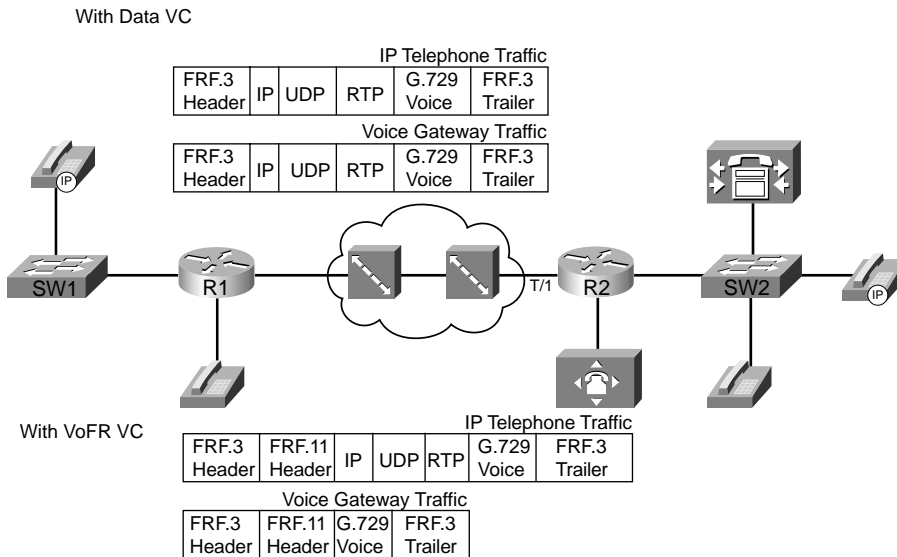 With Data VC
IP Telephone Traffic
FRF.3 Header IP UDP RTP G.729 Voice FRF.3 Trailer
Voice Gateway Traffic
FRF.3 Header IP UDP RTP G.729 Voice FRF.3 Trailer
IP
SW1
R1
T/1
R2
SW2
IP
With VoFR VC
IP Telephone Traffic
FRF.3 Header FRF.11 Header IP UDP RTP G.729 Voice FRF.3 Trailer
Voice Gateway Traffic
FRF.3 Header FRF.11 Header G.729 Voice FRF.3 Trailer